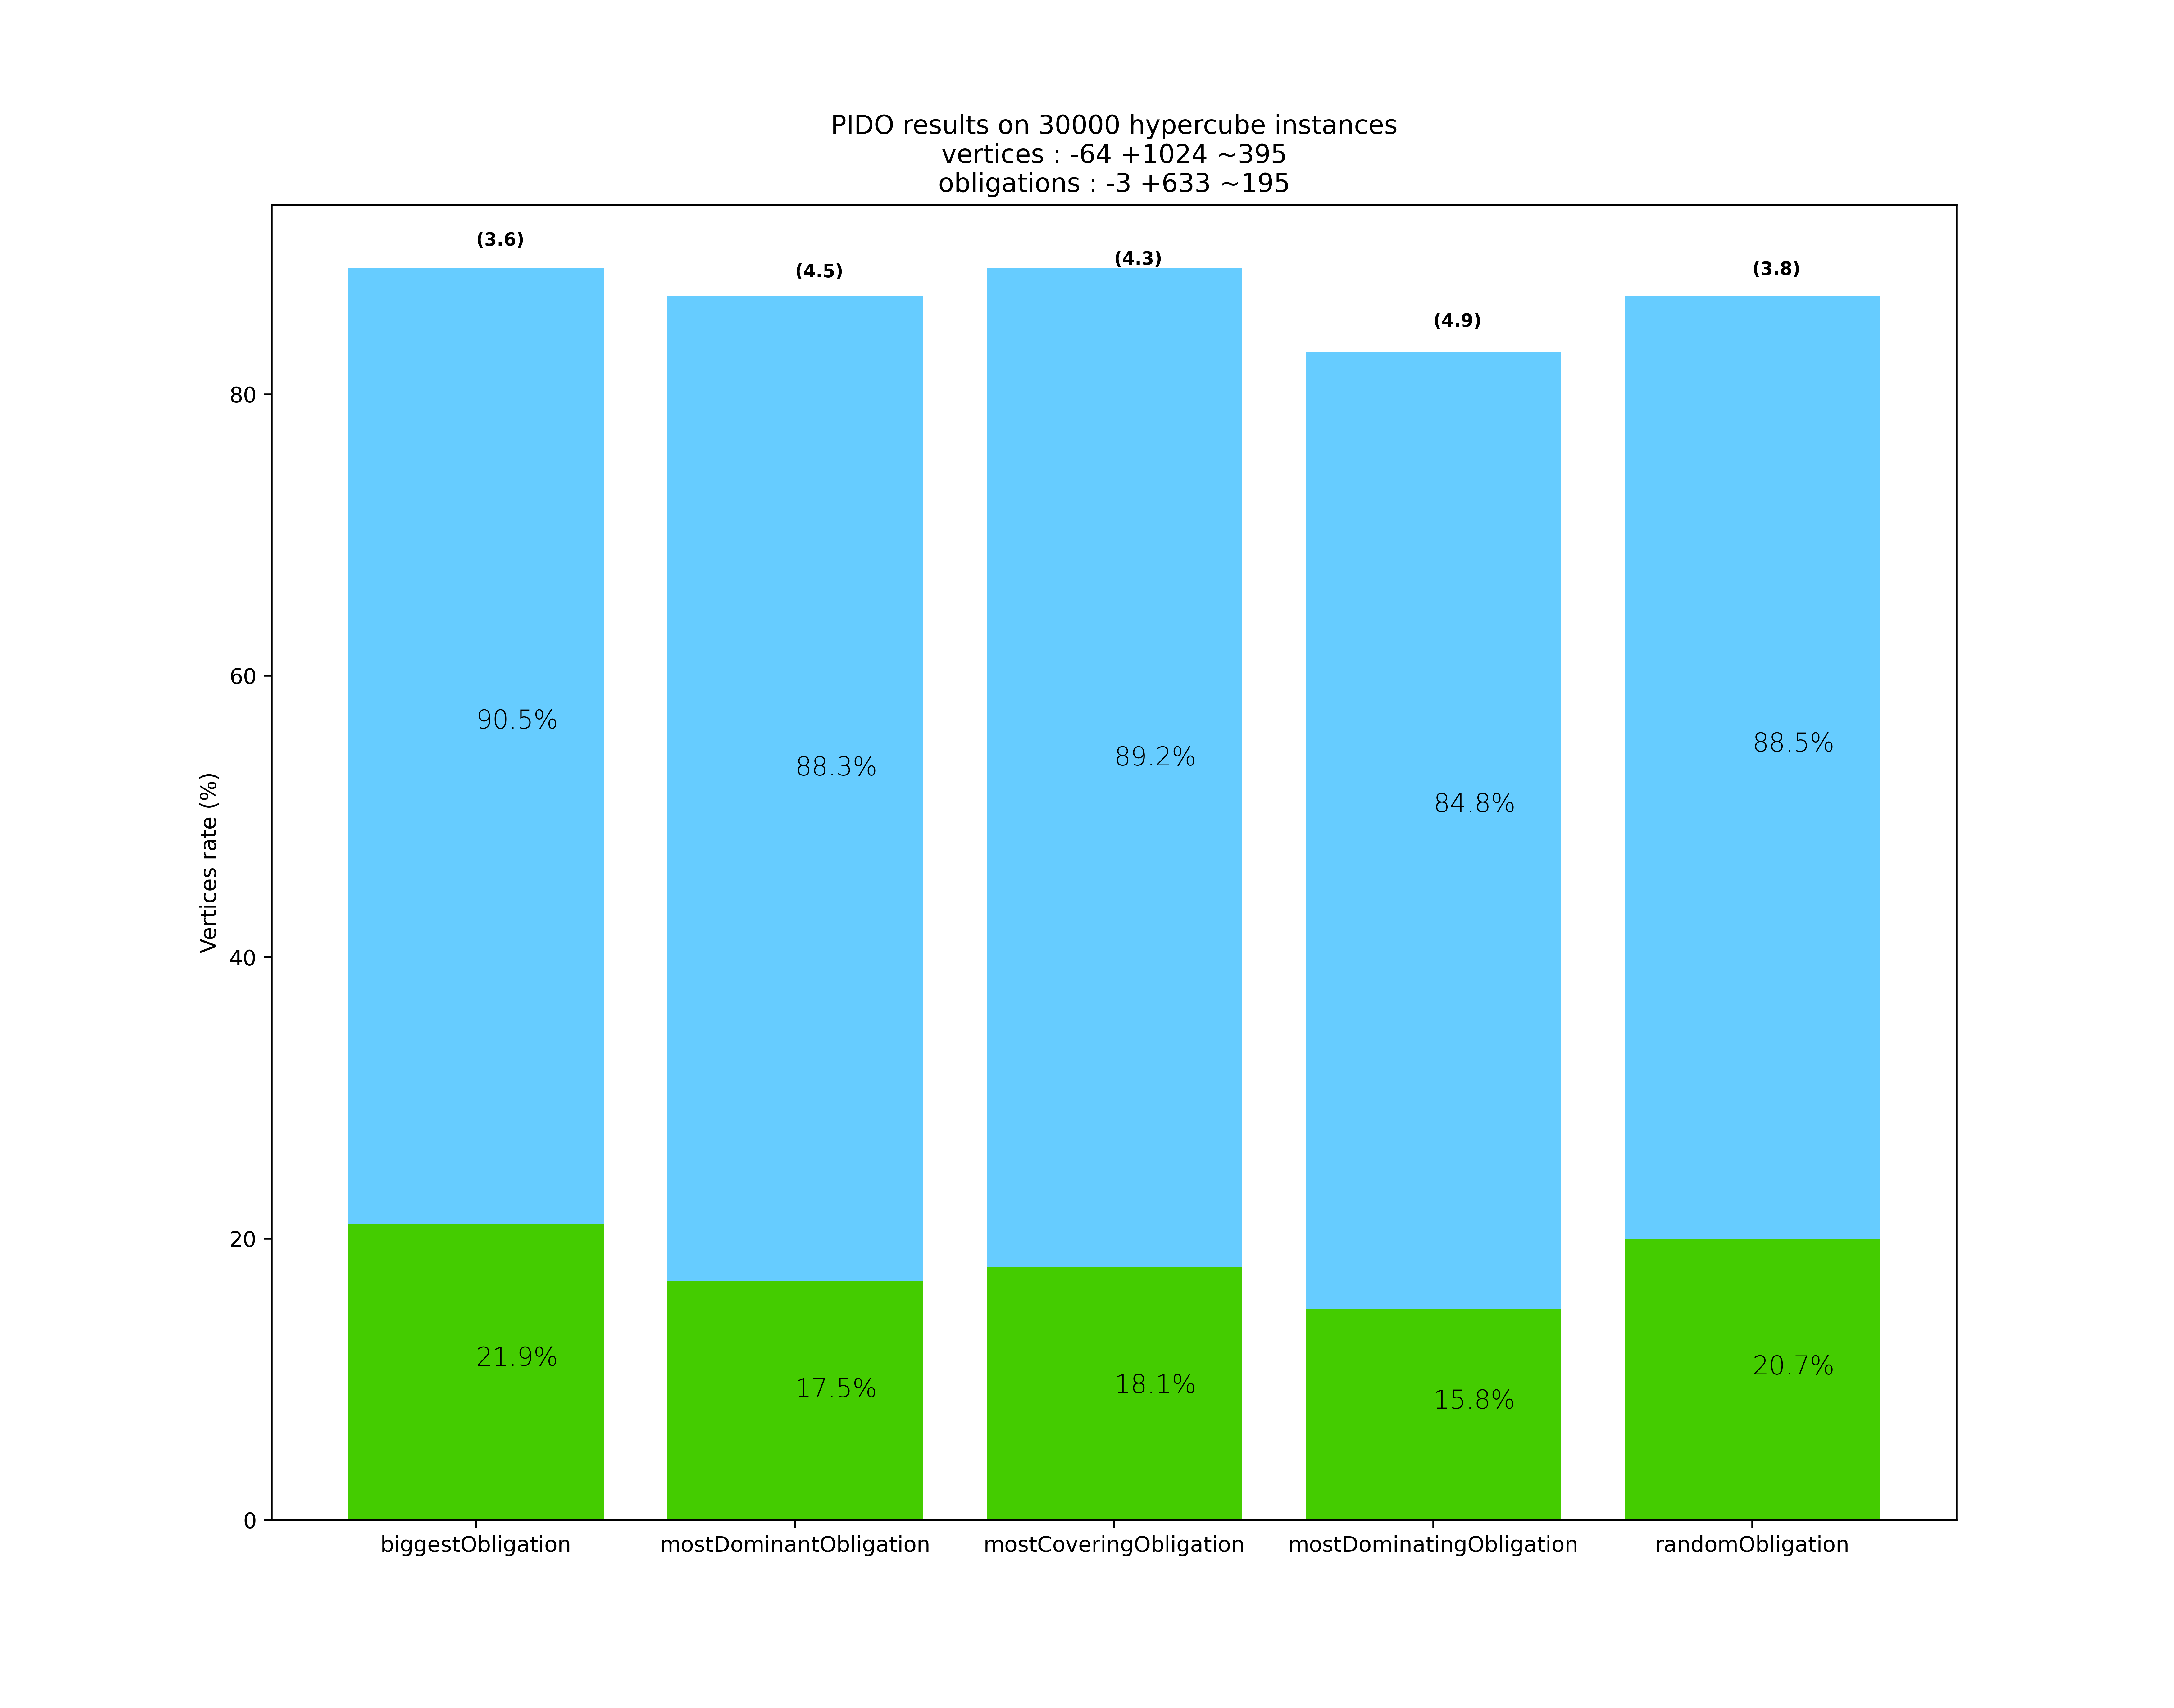 PIDO results on 30000 hypercube instances
vertices : -64 +1024 ~395
obligations : -3 +633 ~195
(3.6)
(4.5)
(4.3)
(4.9)
(3.8)
80
60
40
20
0
Vertices rate (%)
90.5%
88.3%
89.2%
84.8%
88.5%
21.9%
17.5%
18.1%
15.8%
20.7%
biggestObligation
mostDominantObligation
mostCoveringObligation
mostDominatingObligation
randomObligation